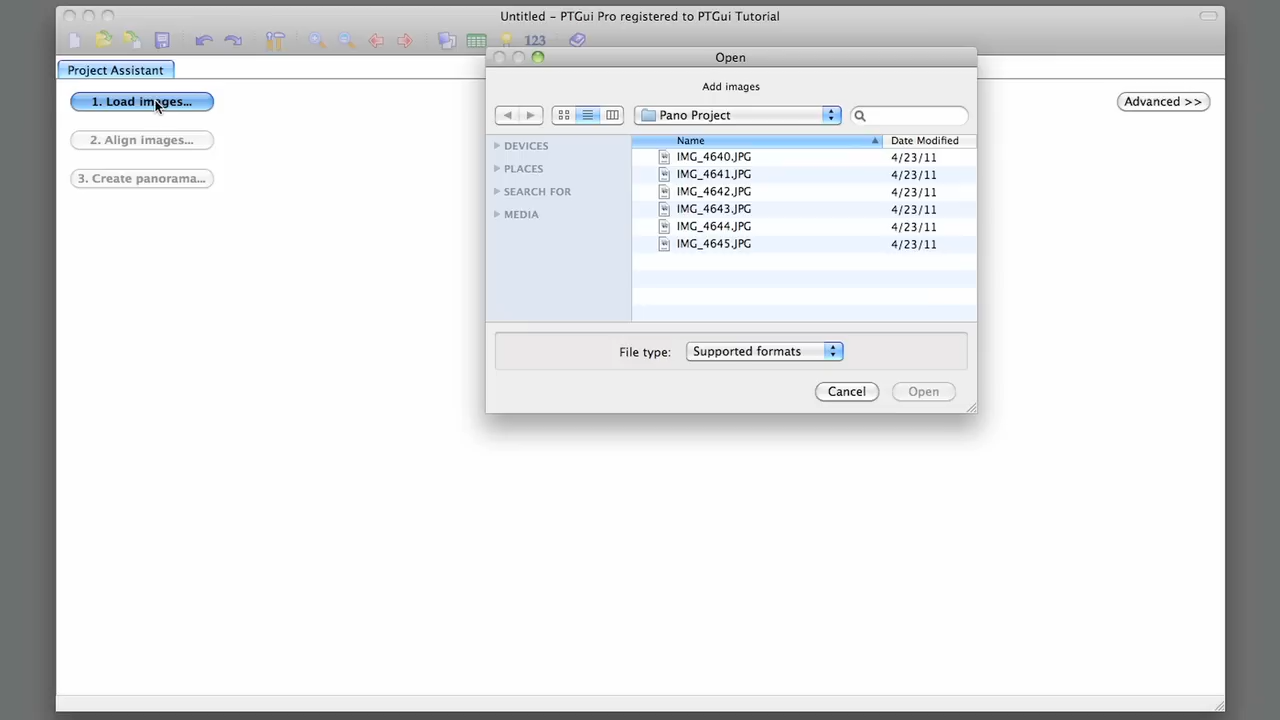 Untitled – PTGui Pro registered to PTGui Tutorial
123
Project Assistant
1. Load images...
2. Align images...
3. Create panorama...
Advanced >>
Open
Add images
Pano Project
DEVICES
PLACES
SEARCH FOR
MEDIA
Name Date Modified
IMG_4640.JPG 4/23/11
IMG_4641.JPG 4/23/11
IMG_4642.JPG 4/23/11
IMG_4643.JPG 4/23/11
IMG_4644.JPG 4/23/11
IMG_4645.JPG 4/23/11
File type: Supported formats
Cancel Open